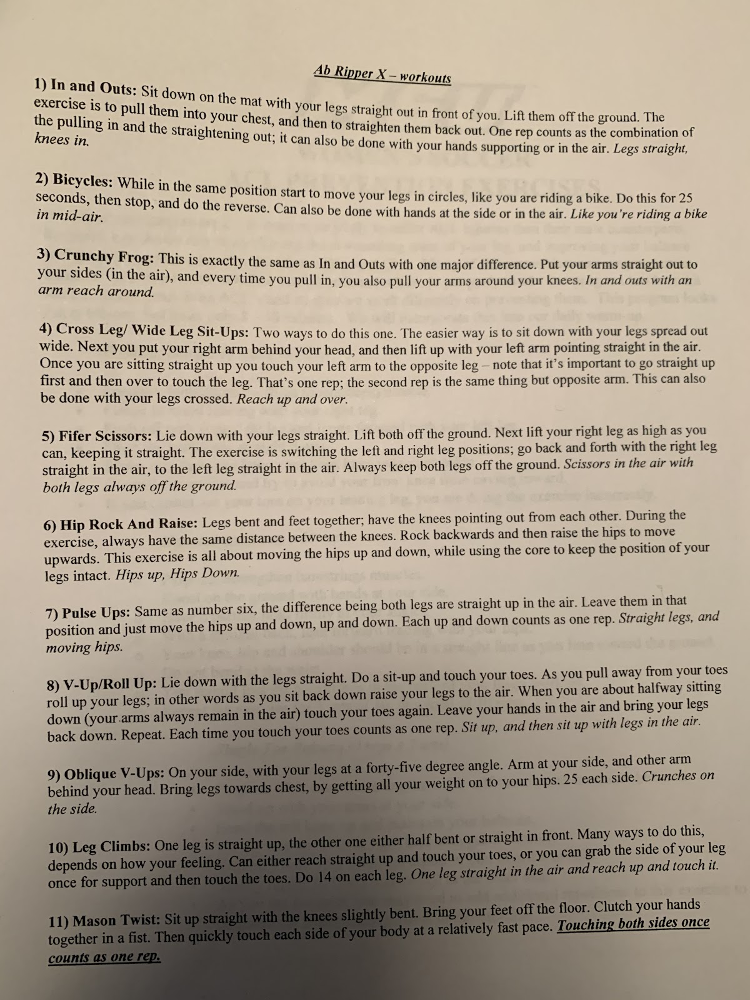 Ab Ripper X – workouts
1) In and Outs: Sit down on the mat with your legs straight out in front of you. Lift them off the ground. The
exercise is to pull them into your chest, and then to straighten them back out. One rep counts as the combination of
the pulling in and the straightening out; it can also be done with your hands supporting or in the air. Legs straight,
knees in.
2) Bicycles: While in the same position start to move your legs in circles, like you are riding a bike. Do this for 25
seconds, then stop, and do the reverse. Can also be done with hands at the side or in the air. Like you're riding a bike
in mid-air.
3) Crunchy Frog: This is exactly the same as In and Outs with one major difference. Put your arms straight out to
your sides (in the air), and every time you pull in, you also pull your arms around your knees. In and outs with an
arm reach around.
4) Cross Leg/ Wide Leg Sit-Ups: Two ways to do this one. The easier way is to sit down with your legs spread out
wide. Next you put your right arm behind your head, and then lift up with your left arm pointing straight in the air.
Once you are sitting straight up you touch your left arm to the opposite leg – note that it's important to go straight up
first and then over to touch the leg. That's one rep; the second rep is the same thing but opposite arm. This can also
be done with your legs crossed. Reach up and over.
5) Fifer Scissors: Lie down with your legs straight. Lift both off the ground. Next lift your right leg as high as you
can, keeping it straight. The exercise is switching the left and right leg positions; go back and forth with the right leg
straight in the air, to the left leg straight in the air. Always keep both legs off the ground. Scissors in the air with
both legs always off the ground.
6) Hip Rock And Raise: Legs bent and feet together; have the knees pointing out from each other. During the
exercise, always have the same distance between the knees. Rock backwards and then raise the hips to move
upwards. This exercise is all about moving the hips up and down, while using the core to keep the position of your
legs intact. Hips up, Hips Down.
7) Pulse Ups: Same as number six, the difference being both legs are straight up in the air. Leave them in that
position and just move the hips up and down, up and down. Each up and down counts as one rep. Straight legs, and
moving hips.
8) V-Up/Roll Up: Lie down with the legs straight. Do a sit-up and touch your toes. As you pull away from your toes
roll up your legs; in other words as you sit back down raise your legs to the air. When you are about halfway sitting
down (your arms always remain in the air) touch your toes again. Leave your hands in the air and bring your legs
back down. Repeat. Each time you touch your toes counts as one rep. Sit up, and then sit up with legs in the air.
9) Oblique V-Ups: On your side, with your legs at a forty-five degree angle. Arm at your side, and other arm
behind your head. Bring legs towards chest, by getting all your weight on to your hips. 25 each side. Crunches on
the side.
10) Leg Climbs: One leg is straight up, the other one either half bent or straight in front. Many ways to do this,
depends on how your feeling. Can either reach straight up and touch your toes, or you can grab the side of your leg
once for support and then touch the toes. Do 14 on each leg. One leg straight in the air and reach up and touch it.
11) Mason Twist: Sit up straight with the knees slightly bent. Bring your feet off the floor. Clutch your hands
together in a fist. Then quickly touch each side of your body at a relatively fast pace. Touching both sides once
counts as one rep.